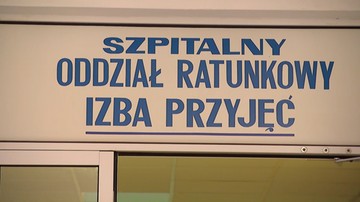 SZPITALNY
ODDZIAŁ RATUNKOWY
IZBA PRZYJĘĆ